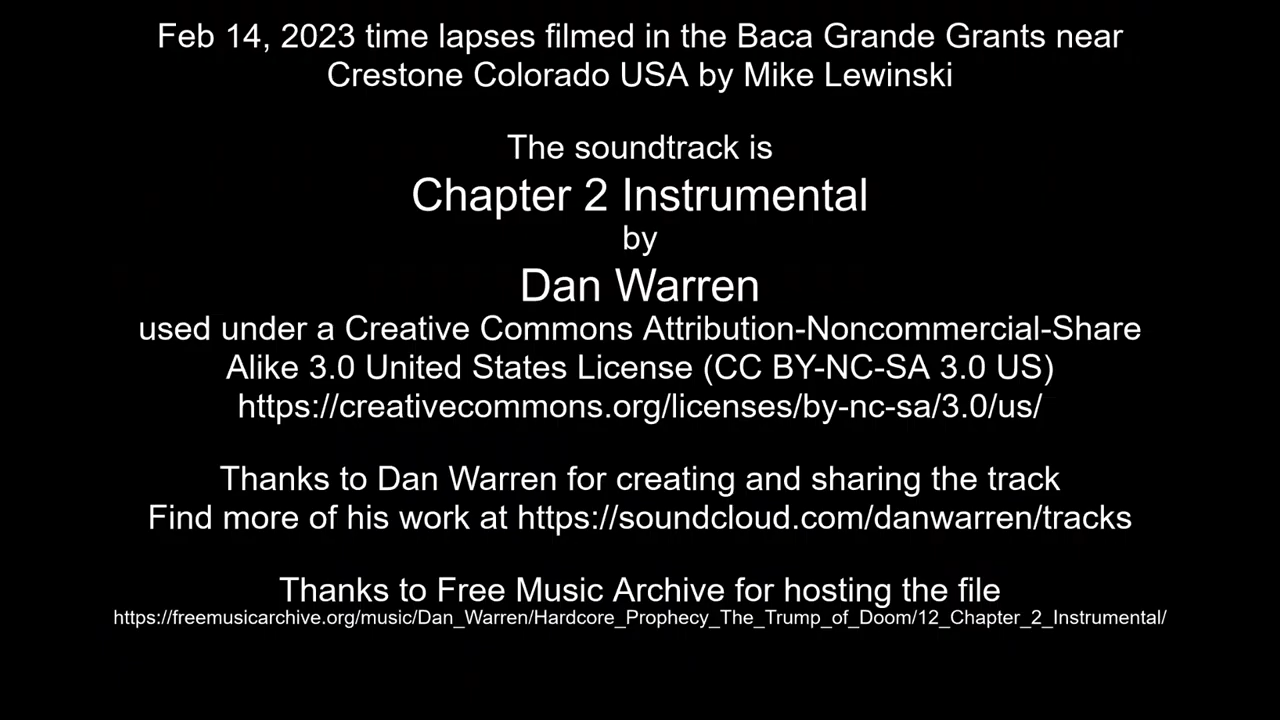 Feb 14, 2023 time lapses filmed in the Baca Grande Grants near
Crestone Colorado USA by Mike Lewinski
The soundtrack is
Chapter 2 Instrumental
by
Dan Warren
used under a Creative Commons Attribution-Noncommercial-Share
Alike 3.0 United States License (CC BY-NC-SA 3.0 US)
https://creativecommons.org/licenses/by-nc-sa/3.0/us/
Thanks to Dan Warren for creating and sharing the track
Find more of his work at https://soundcloud.com/danwarren/tracks
Thanks to Free Music Archive for hosting the file
https://freemusicarchive.org/music/Dan_Warren/Hardcore_Prophecy_The_Trump_of_Doom/12_Chapter_2_Instrumental/